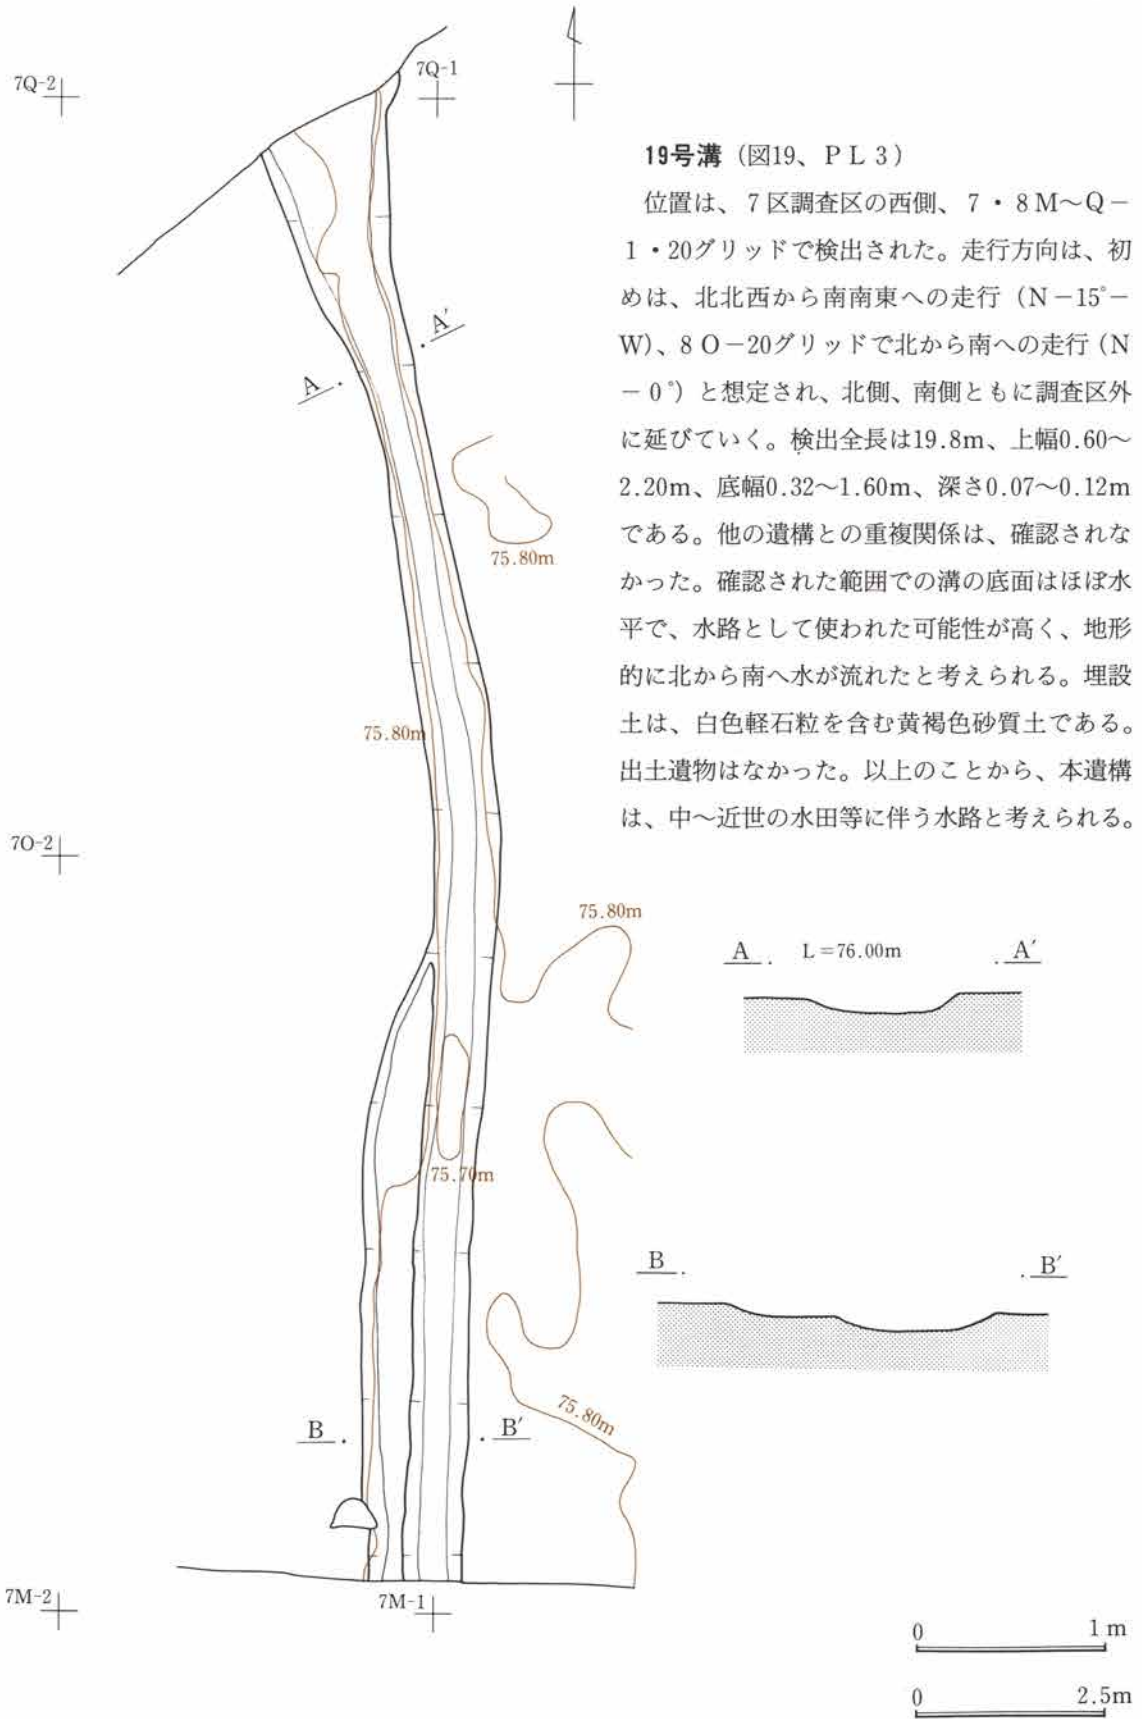 7Q-2
7Q-1
19号溝（図19、ＰＬ３）
位置は、７区調査区の西側、７・８Ｍ〜Ｑ－
１・20グリッドで検出された。走行方向は、初
めは、北北西から南南東への走行（Ｎ－15°－
Ｗ）、８Ｏ－20グリッドで北から南への走行（Ｎ
－０°）と想定され、北側、南側ともに調査区外
に延びていく。検出全長は19.8m、上幅0.60〜
2.20m、底幅0.32〜1.60m、深さ0.07〜0.12m
である。他の遺構との重複関係は、確認されな
かった。確認された範囲での溝の底面はほぼ水
平で、水路として使われた可能性が高く、地形
的に北から南へ水が流れたと考えられる。埋設
土は、白色軽石粒を含む黄褐色砂質土である。
出土遺物はなかった。以上のことから、本遺構
は、中〜近世の水田等に伴う水路と考えられる。
A′
A
75.80m
75.80m
7O-2
75.80m
A L=76.00m A′
75.70m
B B′
75.80m
B B′
7M-2
7M-1
0 1m
0 2.5m